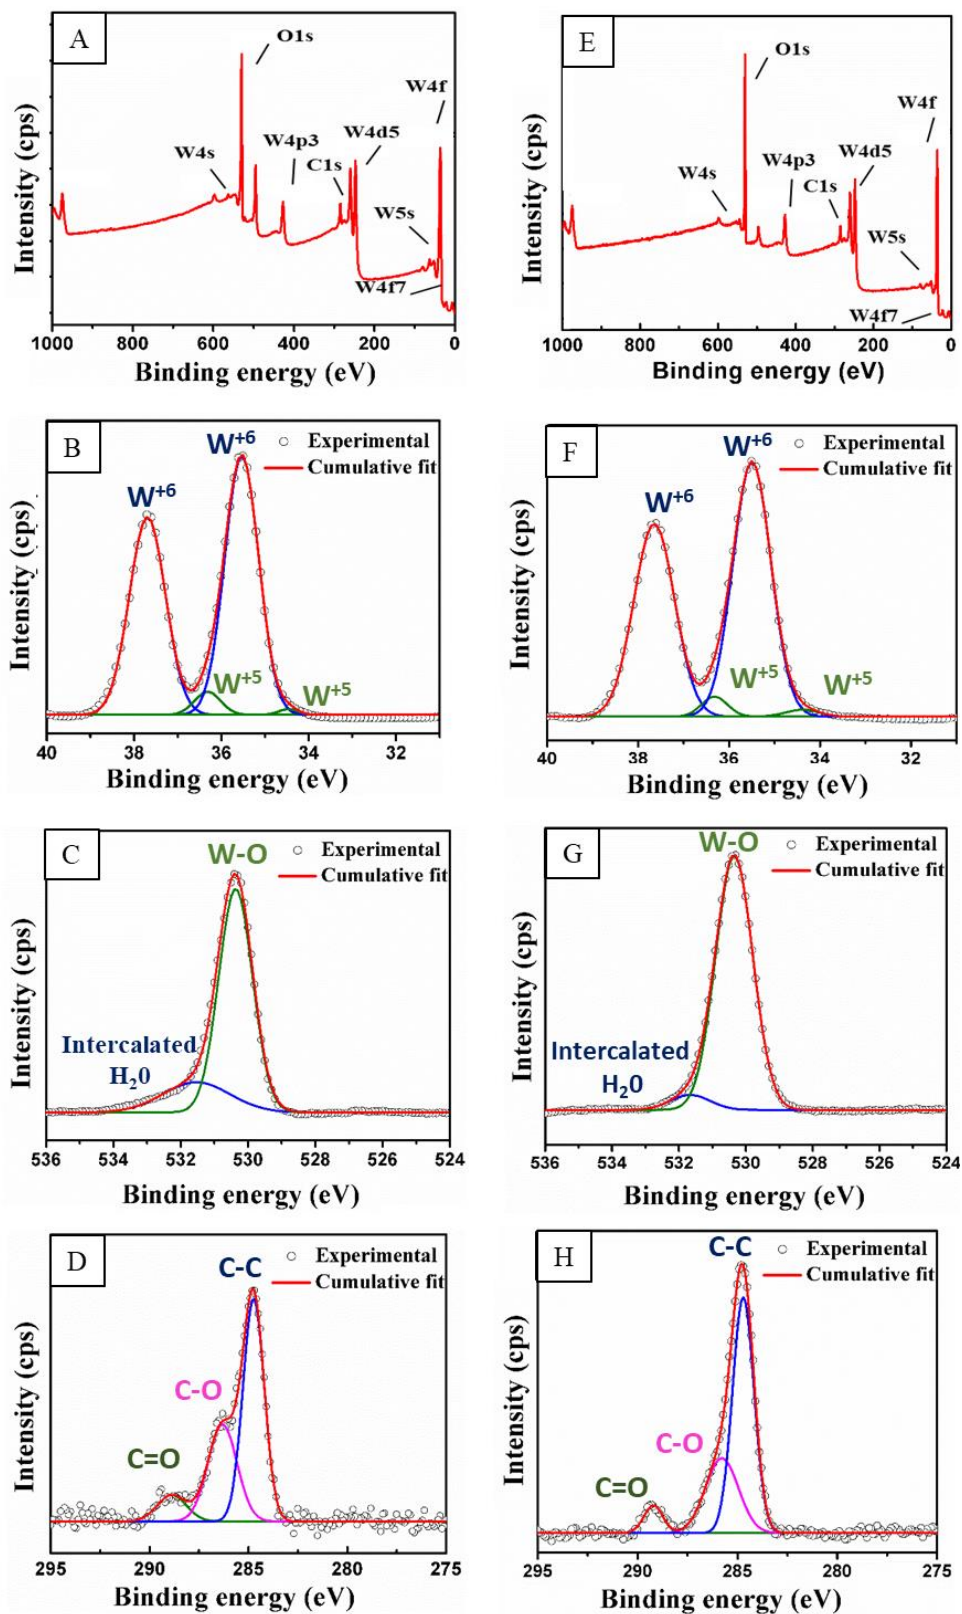 A
O1s
W4f
W4s
W4p3
C1s
W4d5
W5s
W4f7
Intensity (cps)
1000 800 600 400 200 0
Binding energy (eV)
E
O1s
W4f
W4s
W4p3
C1s
W4d5
W5s
W4f7
Intensity (cps)
1000 800 600 400 200 0
Binding energy (eV)
B
W+6
W+6
Experimental
Cumulative fit
W+5
W+5
Intensity (cps)
40 38 36 34 32
Binding energy (eV)
F
W+6
W+6
Experimental
Cumulative fit
W+5
W+5
Intensity (cps)
40 38 36 34 32
Binding energy (eV)
C
W-O
Experimental
Cumulative fit
Intercalated
H20
Intensity (cps)
536 534 532 530 528 526 524
Binding energy (eV)
G
W-O
Experimental
Cumulative fit
Intercalated
H20
Intensity (cps)
536 534 532 530 528 526 524
Binding energy (eV)
D
C-C
Experimental
Cumulative fit
C-O
C=O
Intensity (cps)
295 290 285 280 275
Binding energy (eV)
H
C-C
Experimental
Cumulative fit
C-O
C=O
Intensity (cps)
295 290 285 280 275
Binding energy (eV)